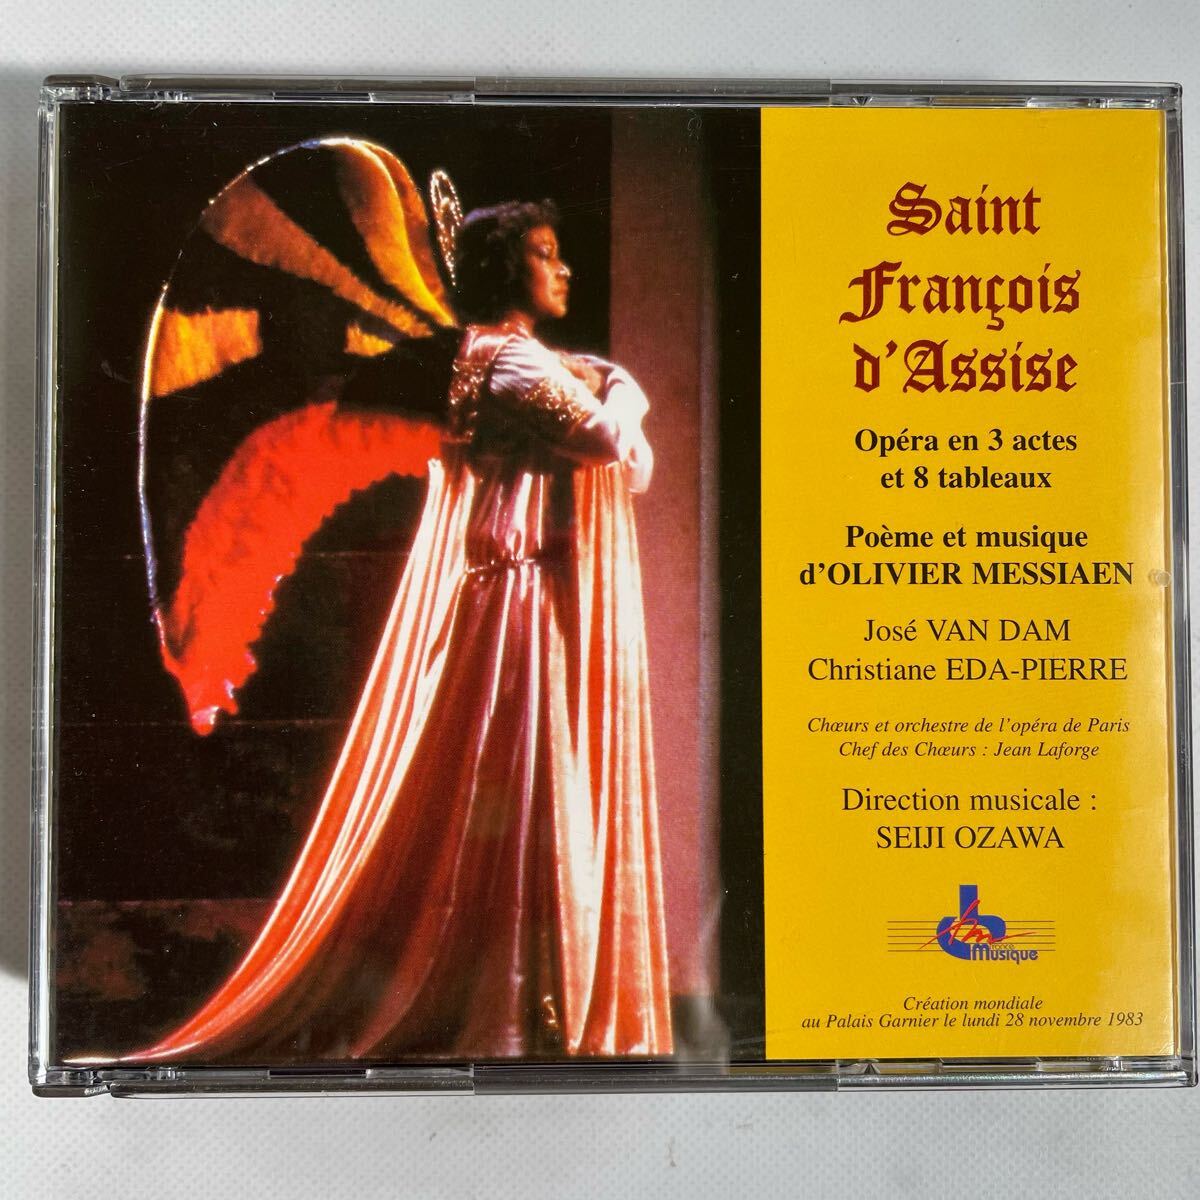 Saint
François
d'Assise
Opéra en 3 actes
et 8 tableaux
Poème et musique
d'OLIVIER MESSIAEN
José VAN DAM
Christiane EDA-PIERRE
Chœurs et orchestre de l'opéra de Paris
Chef des Chœurs : Jean Laforge
Direction musicale :
SEIJI OZAWA
france
musique
Création mondiale
au Palais Garnier le lundi 28 novembre 1983